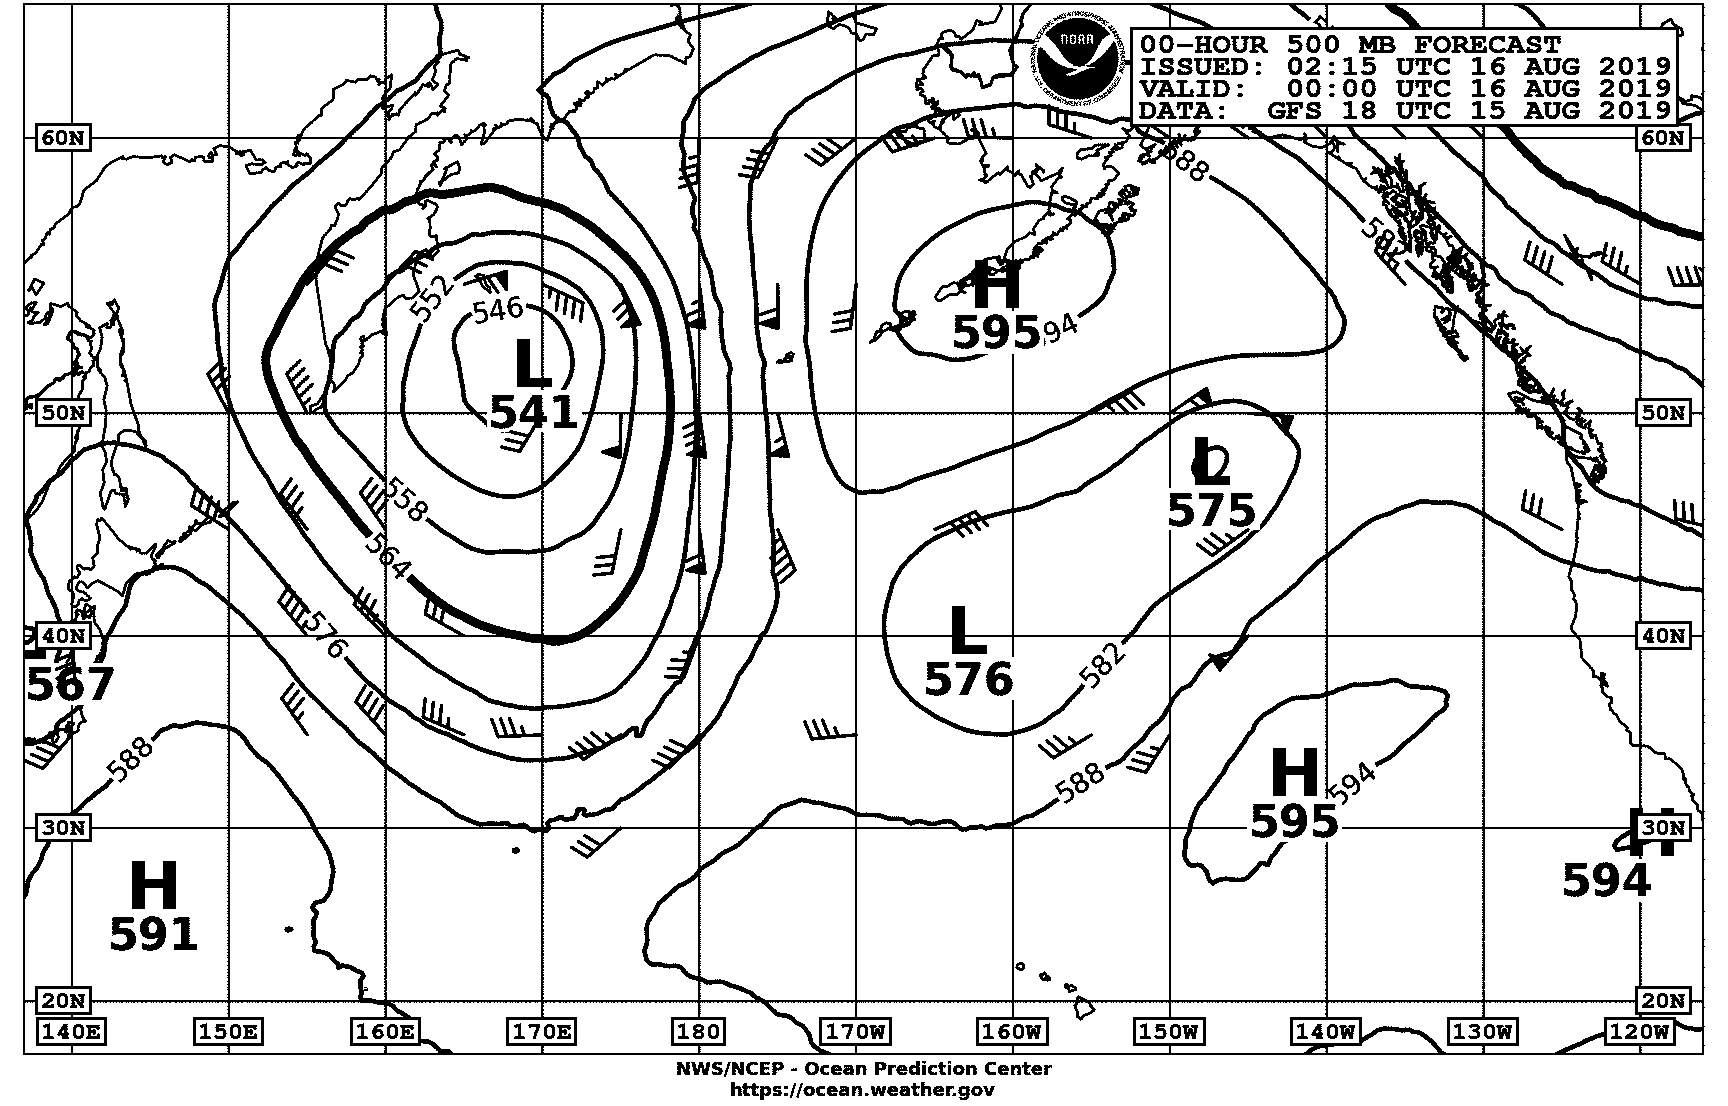 NOAA
00-HOUR 500 MB FORECAST
ISSUED: 02:15 UTC 16 AUG 2019
VALID: 00:00 UTC 16 AUG 2019
DATA: GFS 18 UTC 15 AUG 2019
60N
60N
588
582
552
546
H
595
594
L
541
50N
50N
558
L
575
564
576
L
576
40N
40N
567
582
588
588
H
595
594
30N
H
30N
594
H
591
20N
20N
140E 150E 160E 170E 180 170W 160W 150W 140W 130W 120W
NWS/NCEP - Ocean Prediction Center
https://ocean.weather.gov